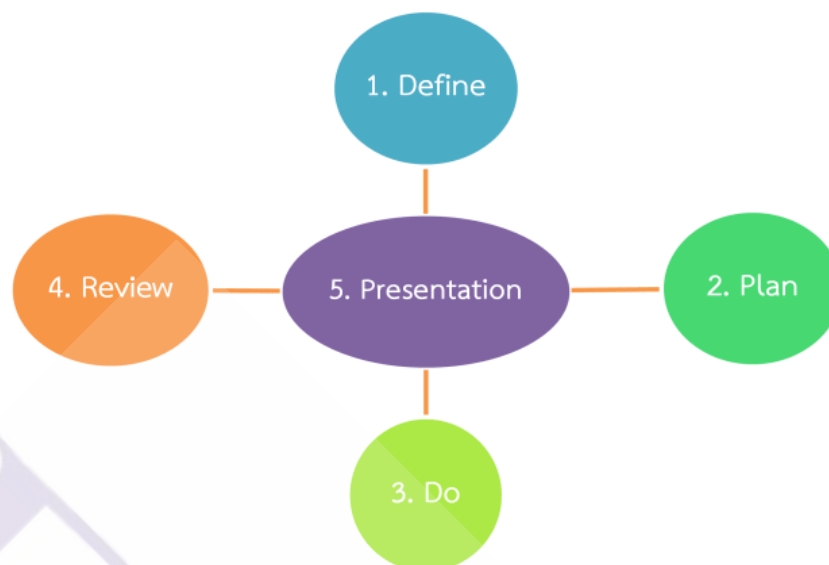 1. Define
4. Review
5. Presentation
2. Plan
3. Do